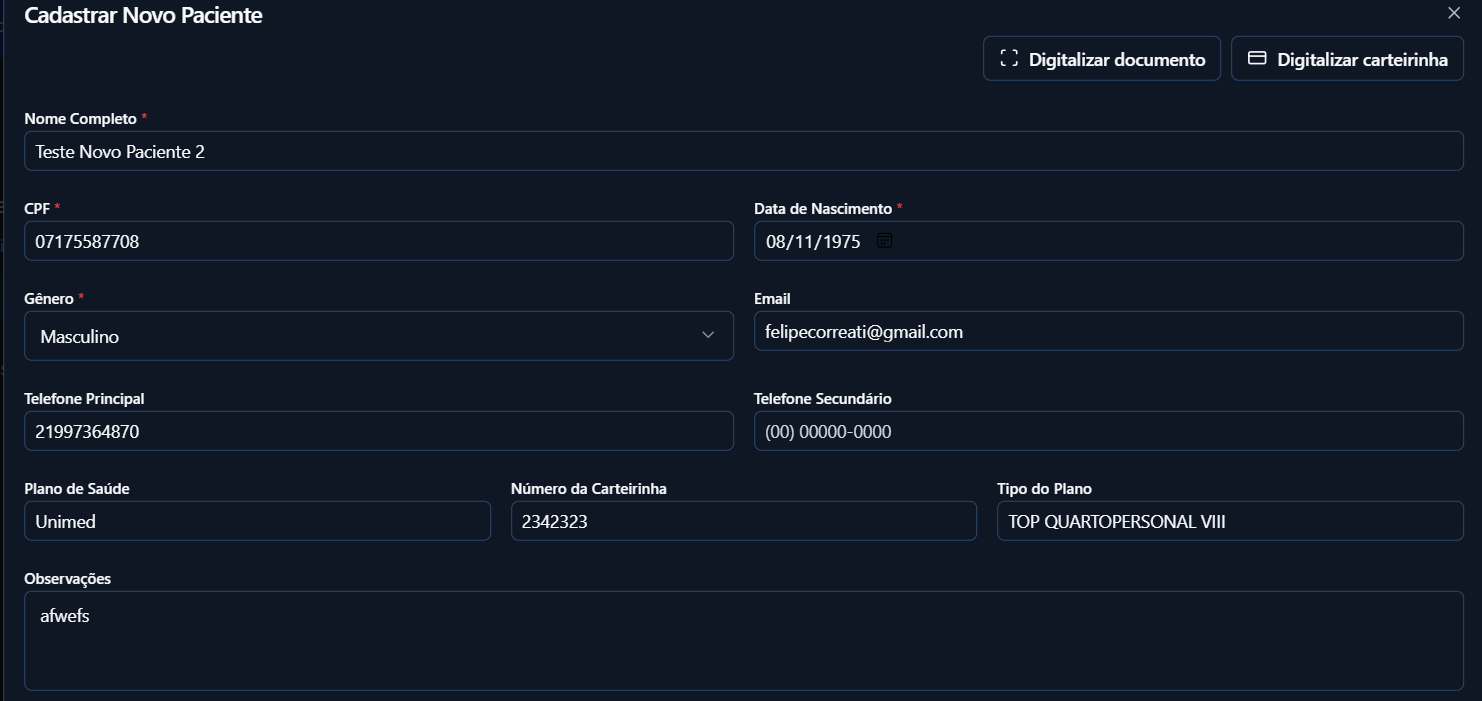 Cadastrar Novo Paciente
Digitalizar documento
Digitalizar carteirinha
Nome Completo *
Teste Novo Paciente 2
CPF *
Data de Nascimento *
07175587708
08/11/1975
Gênero *
Email
Masculino
felipecorreati@gmail.com
Telefone Principal
Telefone Secundário
21997364870
(00) 00000-0000
Plano de Saúde
Número da Carteirinha
Tipo do Plano
Unimed
2342323
TOP QUARTOPERSONAL VIII
Observações
afwefs